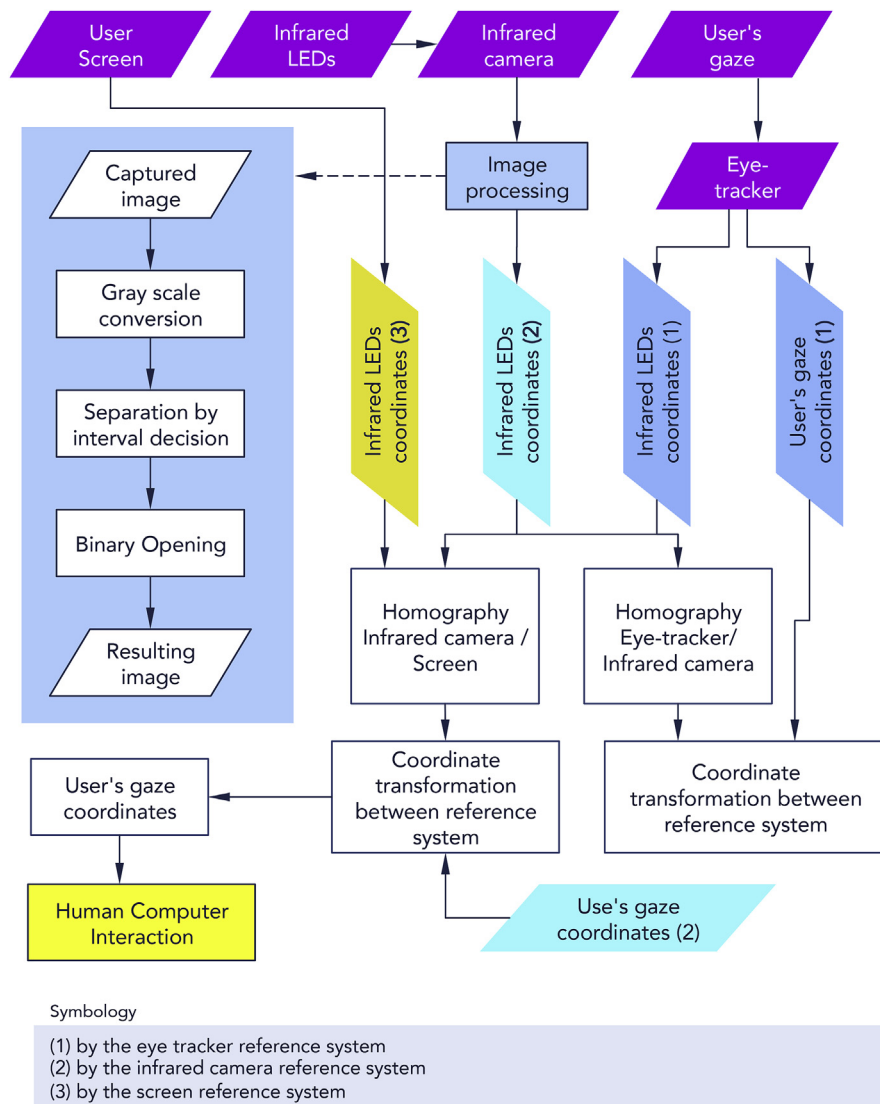 User
Screen
Infrared
LEDs
Infrared
camera
User's
gaze
Captured
image
Image
processing
Eye-
tracker
Gray scale
conversion
Separation by
interval decision
Binary Opening
Resulting
image
Infrared LEDs
coordinates (3)
Infrared LEDs
coordinates (2)
Infrared LEDs
coordinates (1)
User's gaze
coordinates (1)
Homography
Infrared camera /
Screen
Homography
Eye-tracker/
Infrared camera
User's gaze
coordinates
Coordinate
transformation
between reference
system
Coordinate
transformation between
reference system
Human Computer
Interaction
Use's gaze
coordinates (2)
Symbology
(1) by the eye tracker reference system
(2) by the infrared camera reference system
(3) by the screen reference system